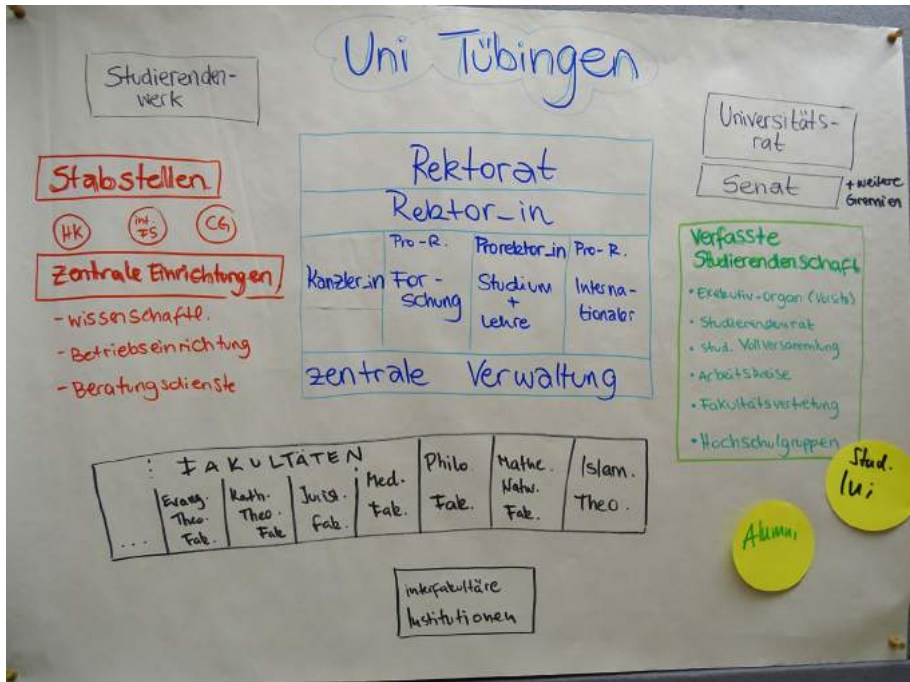 Uni Tübingen
Studierenden-
werk
Universitäts-
rat
Senat
+ weitere
Gremien
Stabstellen
HK
int.
FS
CG
Zentrale Einrichtungen
- wissenschaftl.
- Betriebseinrichtung
- Beratungsdienste
Rektorat
Rektor_in
Kanzler_in
Pro-R.
For-
schung
Prorektor_in
Studium
+
Lehre
Pro-R.
Interna-
tionales
zentrale Verwaltung
Verfasste
Studierendenschaft
• Exekutiv-organ (Vorsitz)
• Studierendenrat
• stud. Vollversammlung
• Arbeitskreise
• Fakultätsvertretung
• Hochschulgruppen
Stud.
Alumni
FAKULTÄTEN
...
Evang.
Theo.
Fak.
Kath.
Theo.
Fak
Jurist.
Fak.
Med.
Fak.
Philo.
Fak.
Mathe.
Natw.
Fak.
Islam.
Theo.
interfakultäre
Institutionen